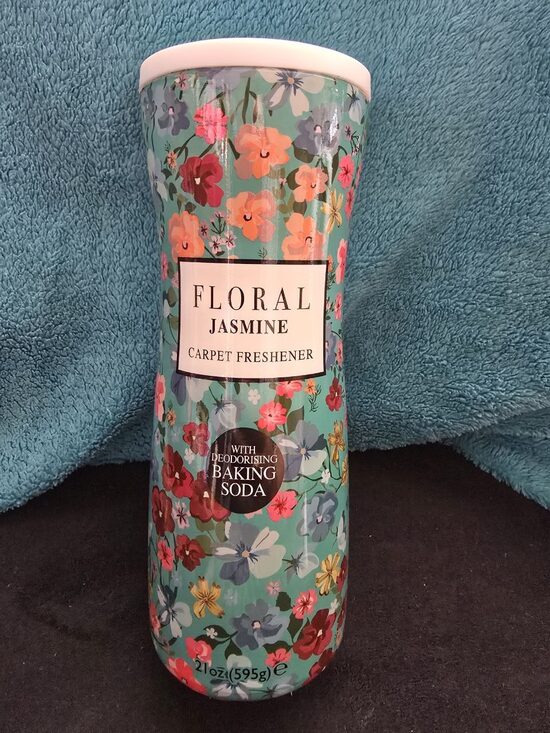 FLORAL
JASMINE
CARPET FRESHENER
WITH
DEODORISING
BAKING
SODA
21oz (595g) ℮